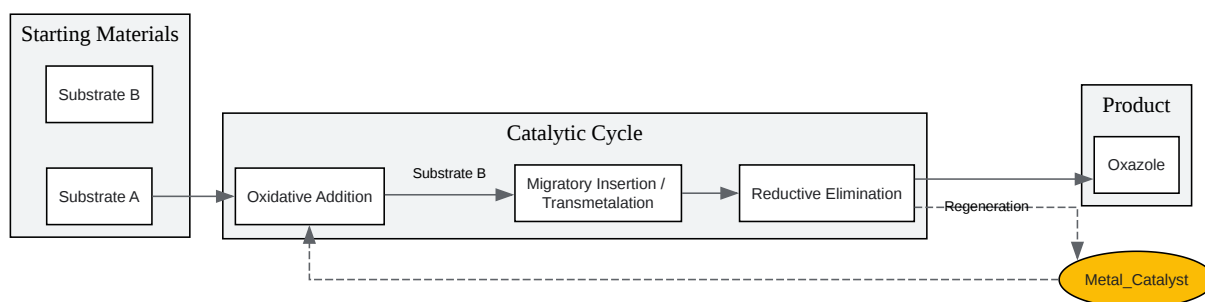 Starting Materials
Substrate B
Substrate A
Catalytic Cycle
Oxidative Addition
Substrate B
Migratory Insertion /
Transmetalation
Reductive Elimination
Regeneration
Product
Oxazole
Metal_Catalyst